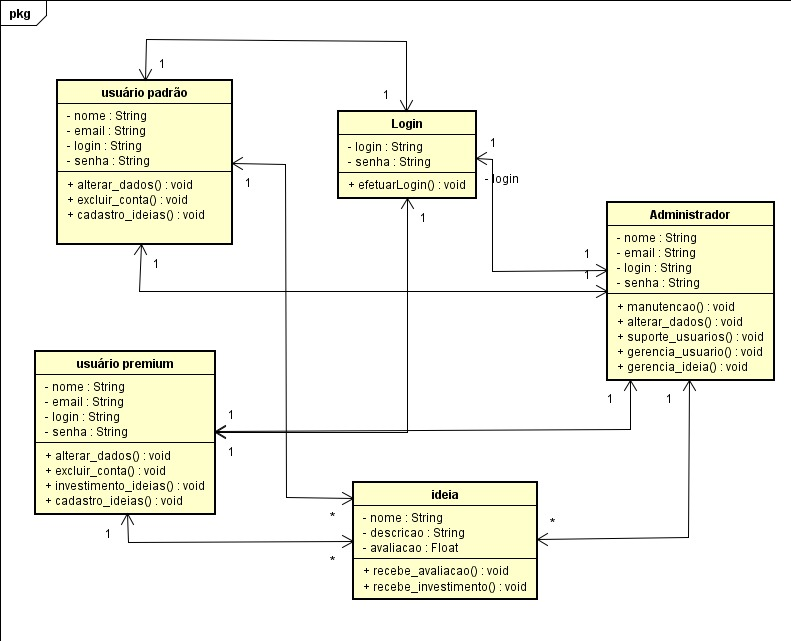 pkg
1
usuário padrão
- nome : String
- email : String
- login : String
- senha : String
+ alterar_dados() : void
+ excluir_conta() : void
+ cadastro_ideias() : void
1
1
1
Login
- login : String
- senha : String
+ efetuarLogin() : void
1
- login
1
Administrador
- nome : String
- email : String
- login : String
- senha : String
+ manutencao() : void
+ alterar_dados() : void
+ suporte_usuarios() : void
+ gerencia_usuario() : void
+ gerencia_ideia() : void
1
1
1
1
usuário premium
- nome : String
- email : String
- login : String
- senha : String
+ alterar_dados() : void
+ excluir_conta() : void
+ investimento_ideias() : void
+ cadastro_ideias() : void
1
1
1
ideia
- nome : String
- descricao : String
- avaliacao : Float
+ recebe_avaliacao() : void
+ recebe_investimento() : void
*
*
*